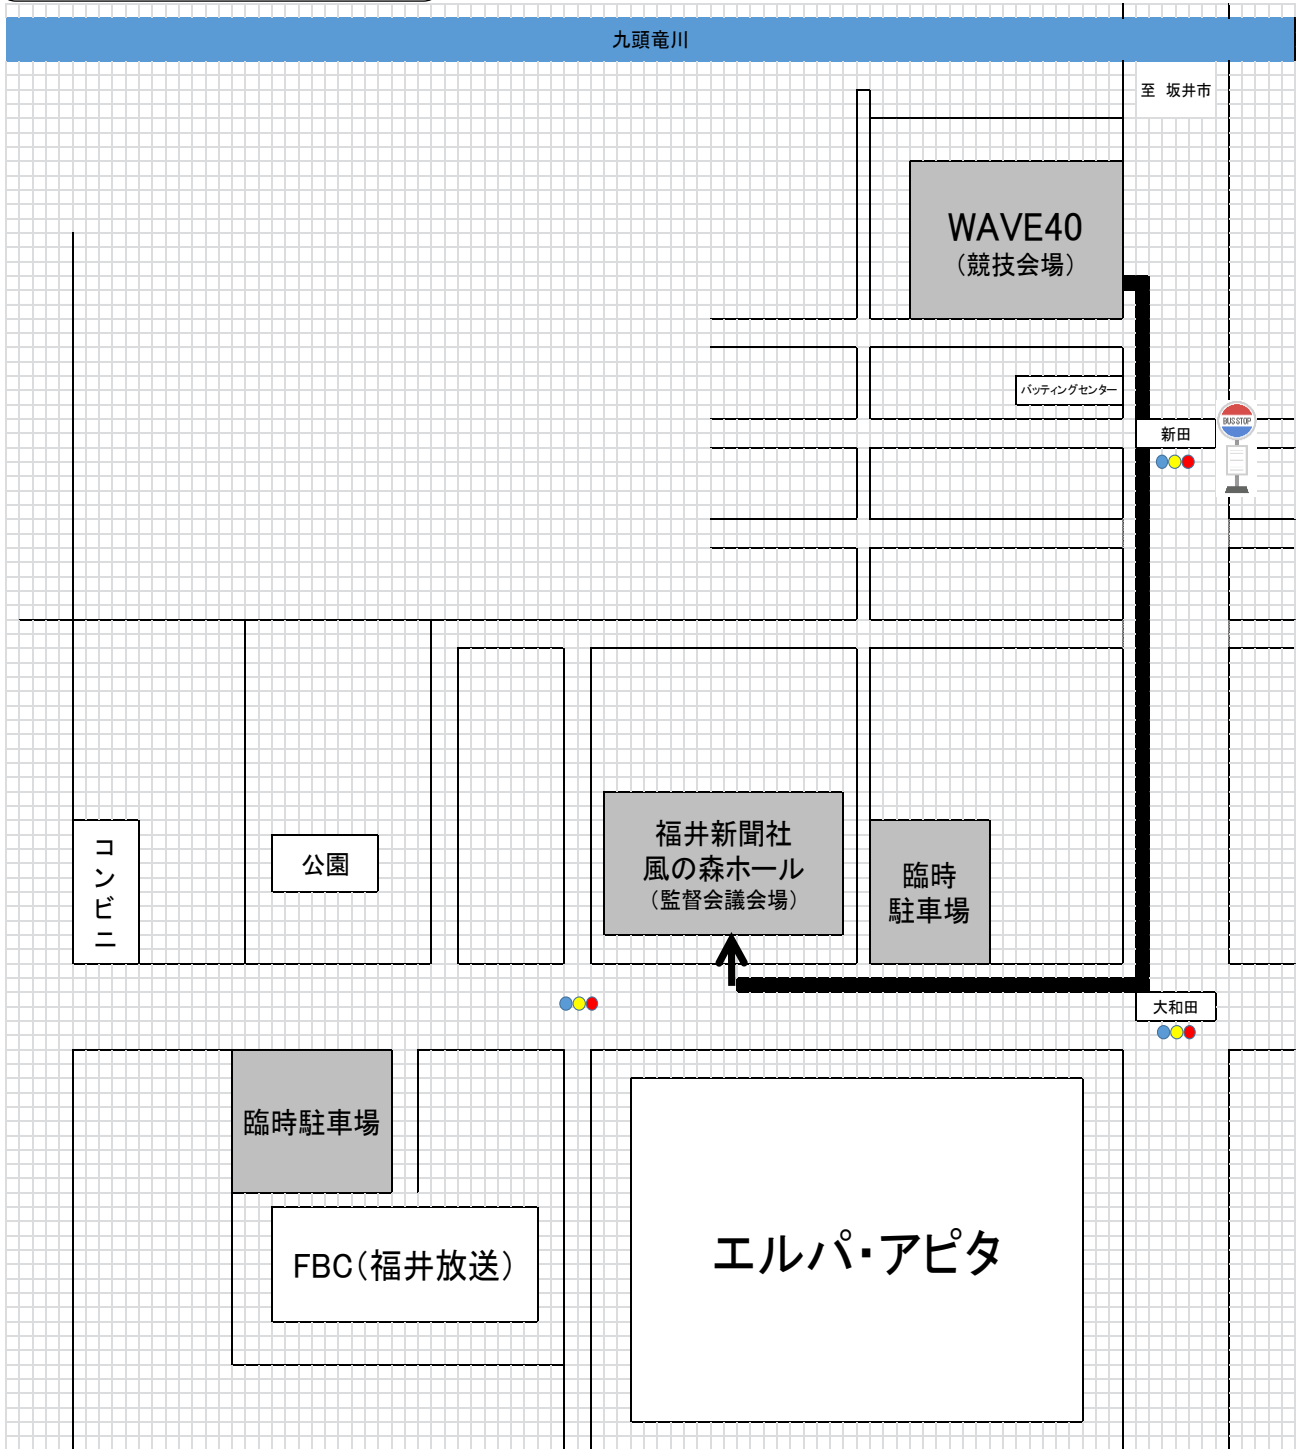 九頭竜川
至 坂井市
WAVE40
（競技会場）
バッティングセンター
BUS STOP
新田
コンビニ
公園
福井新聞社
風の森ホール
（監督会議会場）
臨時
駐車場
大和田
臨時駐車場
FBC（福井放送）
エルパ・アピタ